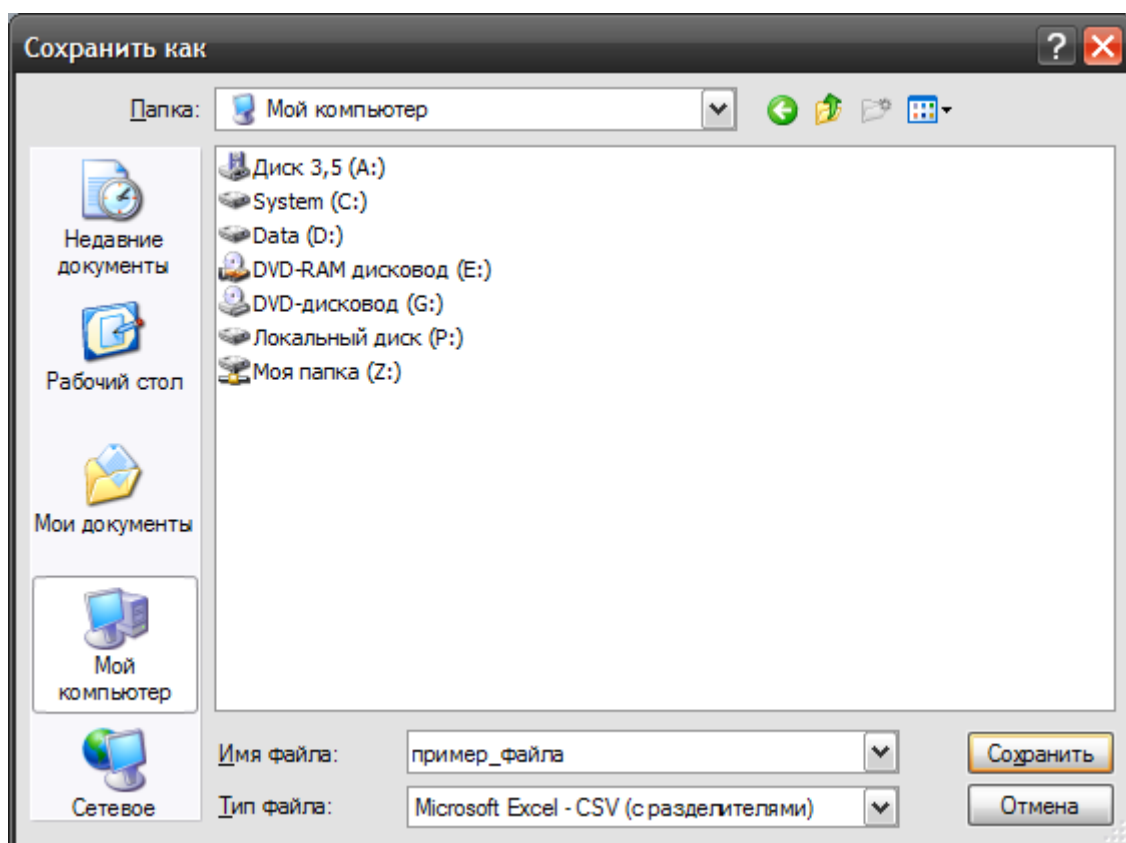 Сохранить как
Папка:
Мой компьютер
Диск 3,5 (A:)
System (C:)
Data (D:)
DVD-RAM дисковод (E:)
DVD-дисковод (G:)
Локальный диск (P:)
Моя папка (Z:)
Недавние
документы
Рабочий стол
Мои документы
Мой
компьютер
Сетевое
Имя файла:
пример_файла
Сохранить
Тип файла:
Microsoft Excel - CSV (с разделителями)
Отмена